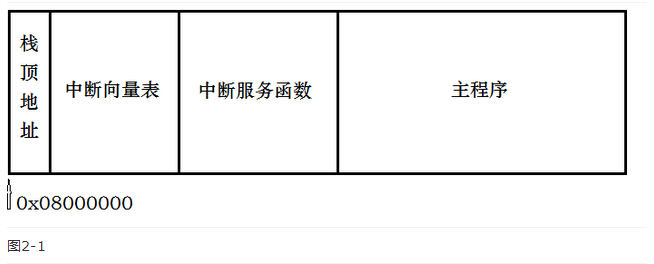 栈顶地址
中断向量表
中断服务函数
主程序
0x08000000
图2-1